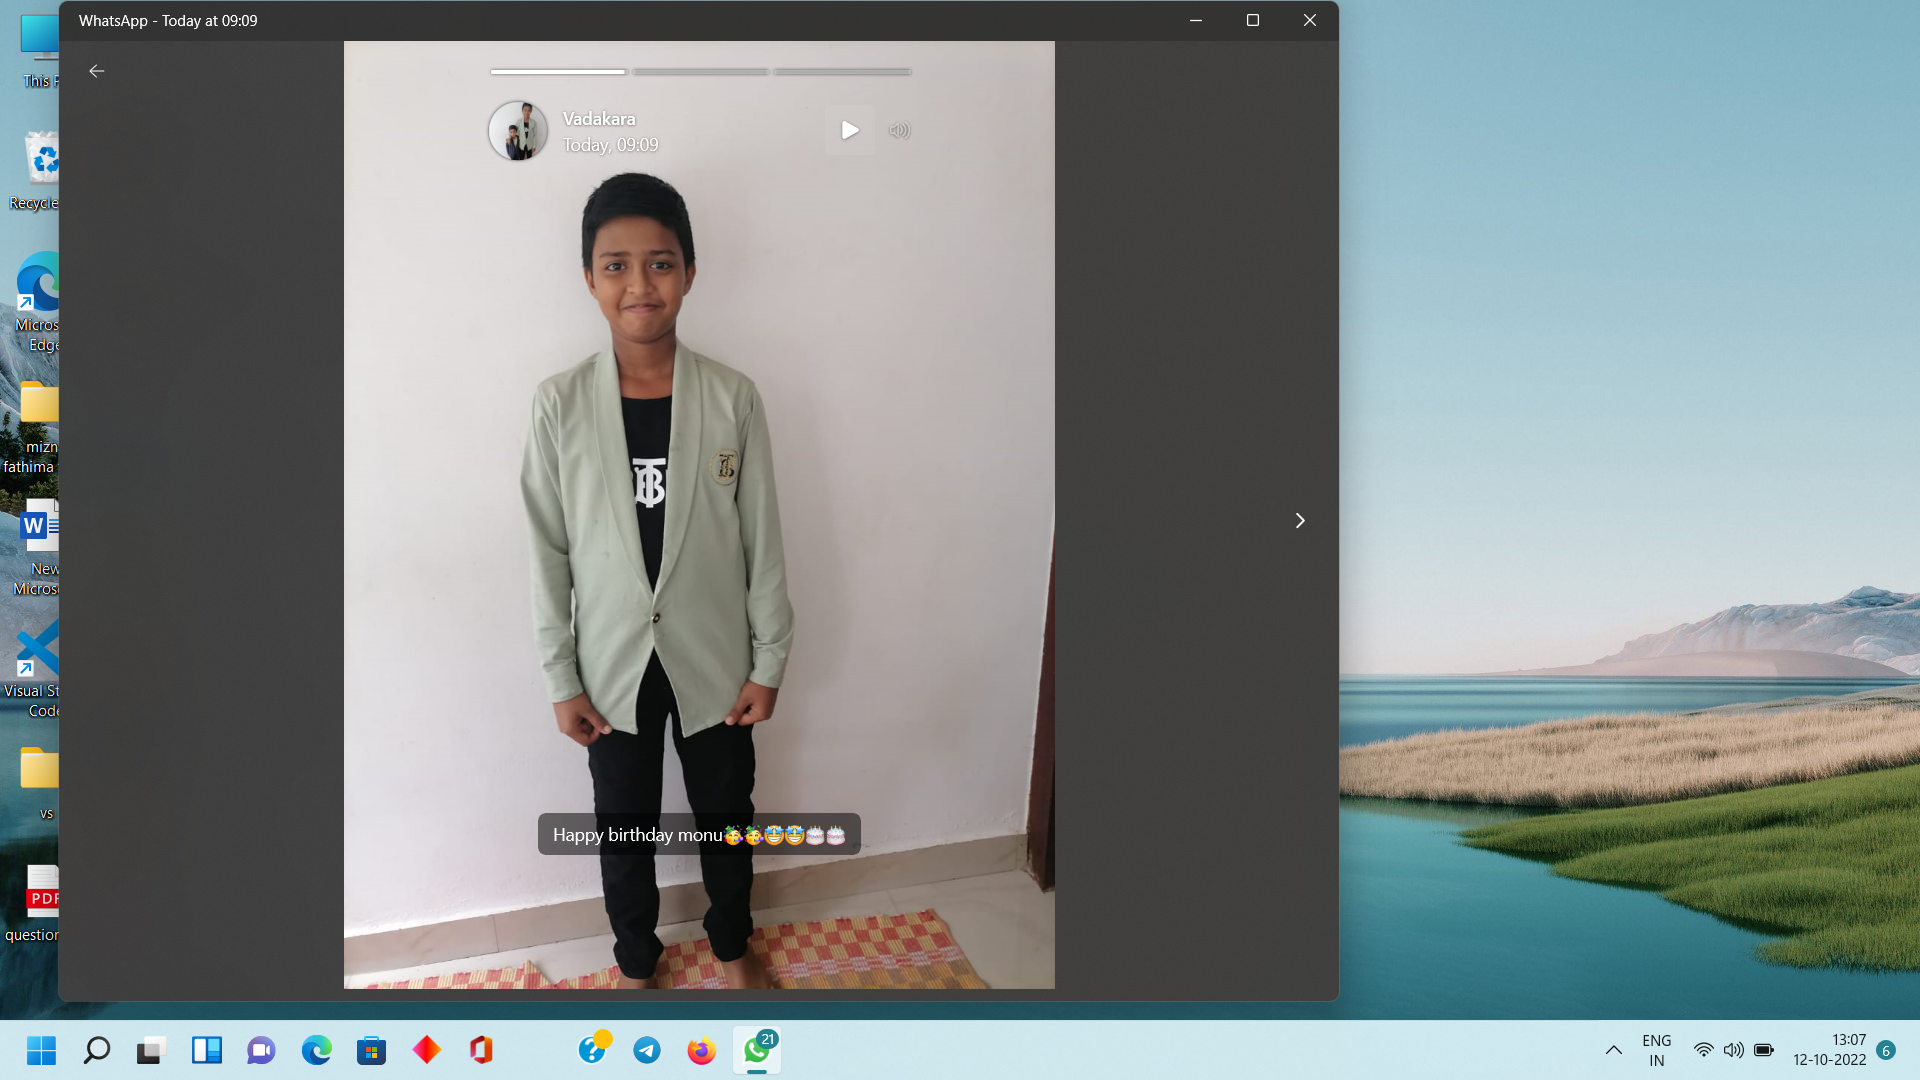 WhatsApp - Today at 09:09
This P
Recycle
Micros
Edge
mizn
fathima
W
New
Micros
Visual St
Code
vs
PDF
question
Vadakara
Today, 09:09
Happy birthday monu🥳🥳🤩🤩🎂🎂
21
ENG
IN
13:07
12-10-2022
6